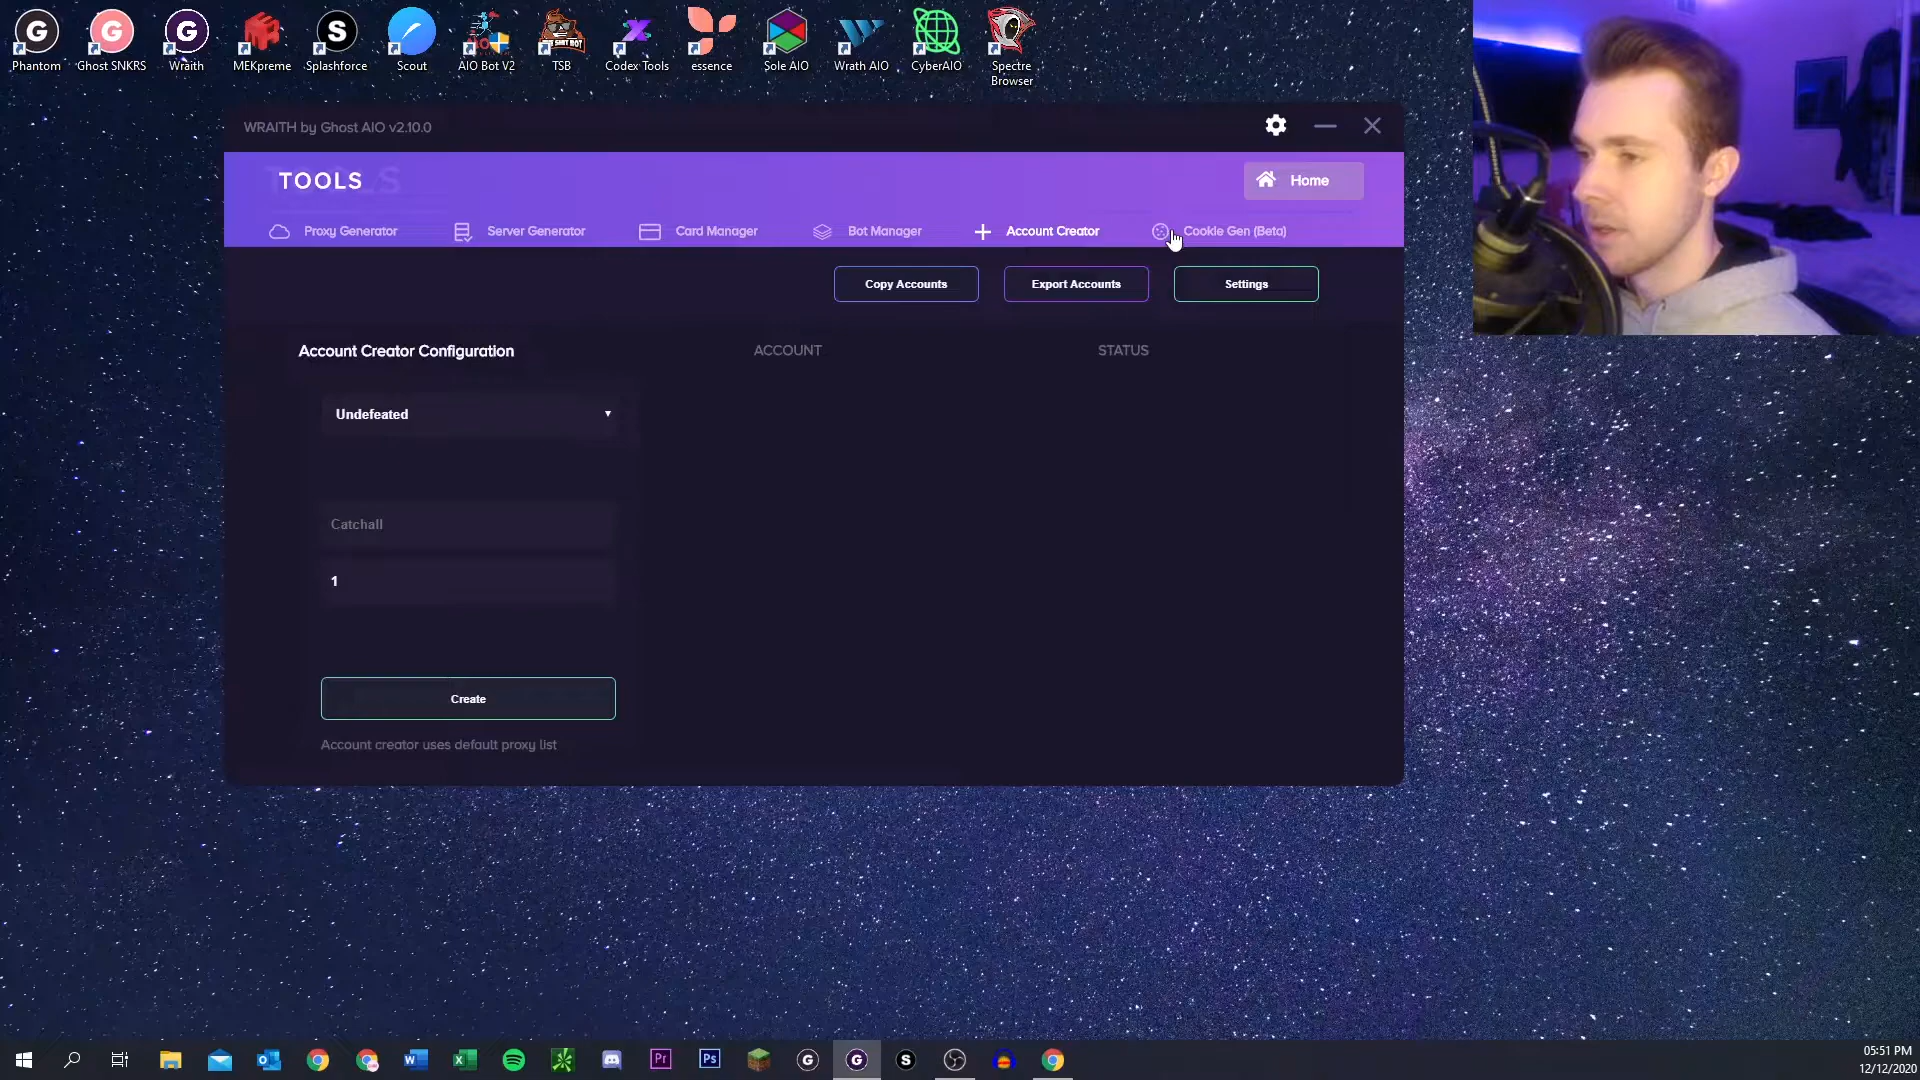 Phantom
Ghost SNKRS
Wraith
MEKpreme
Splashforce
Scout
AIO Bot V2
TSB
Codex Tools
essence
Sole AIO
Wrath AIO
CyberAIO
Spectre Browser
WRAITH by Ghost AIO v2.10.0
TOOLS
Home
Proxy Generator
Server Generator
Card Manager
Bot Manager
Account Creator
Cookie Gen (Beta)
Copy Accounts
Export Accounts
Settings
Account Creator Configuration
ACCOUNT
STATUS
Undefeated
Catchall
1
Create
Account creator uses default proxy list
05:51 PM
12/12/2020